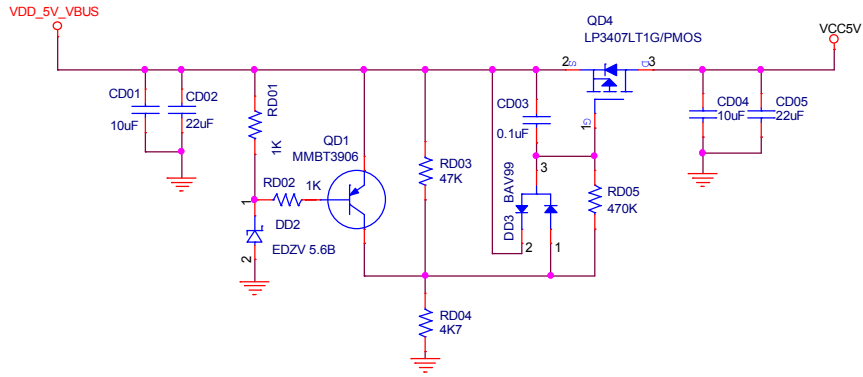 VDD_5V_VBUS
QD4
LP3407LT1G/PMOS
VCC5V
2 S D 3
CD01
10uF
CD02
22uF
RD01
1K
QD1
MMBT3906
RD02 1K
1
DD2
EDZV 5.6B
2
RD03
47K
CD03
0.1uF
G
1
3
DD3 BAV99
2 1
RD05
470K
CD04
10uF
CD05
22uF
RD04
4K7